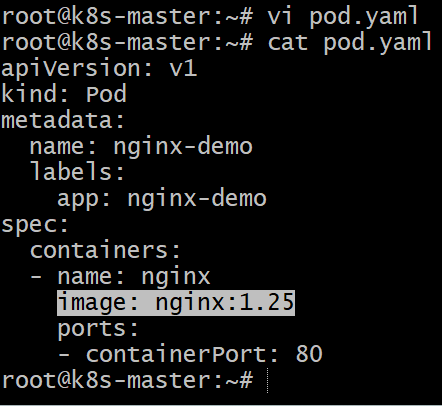 root@k8s-master:~# vi pod.yaml
root@k8s-master:~# cat pod.yaml
apiVersion: v1
kind: Pod
metadata:
  name: nginx-demo
  labels:
    app: nginx-demo
spec:
  containers:
  - name: nginx
    image: nginx:1.25
    ports:
    - containerPort: 80
root@k8s-master:~#